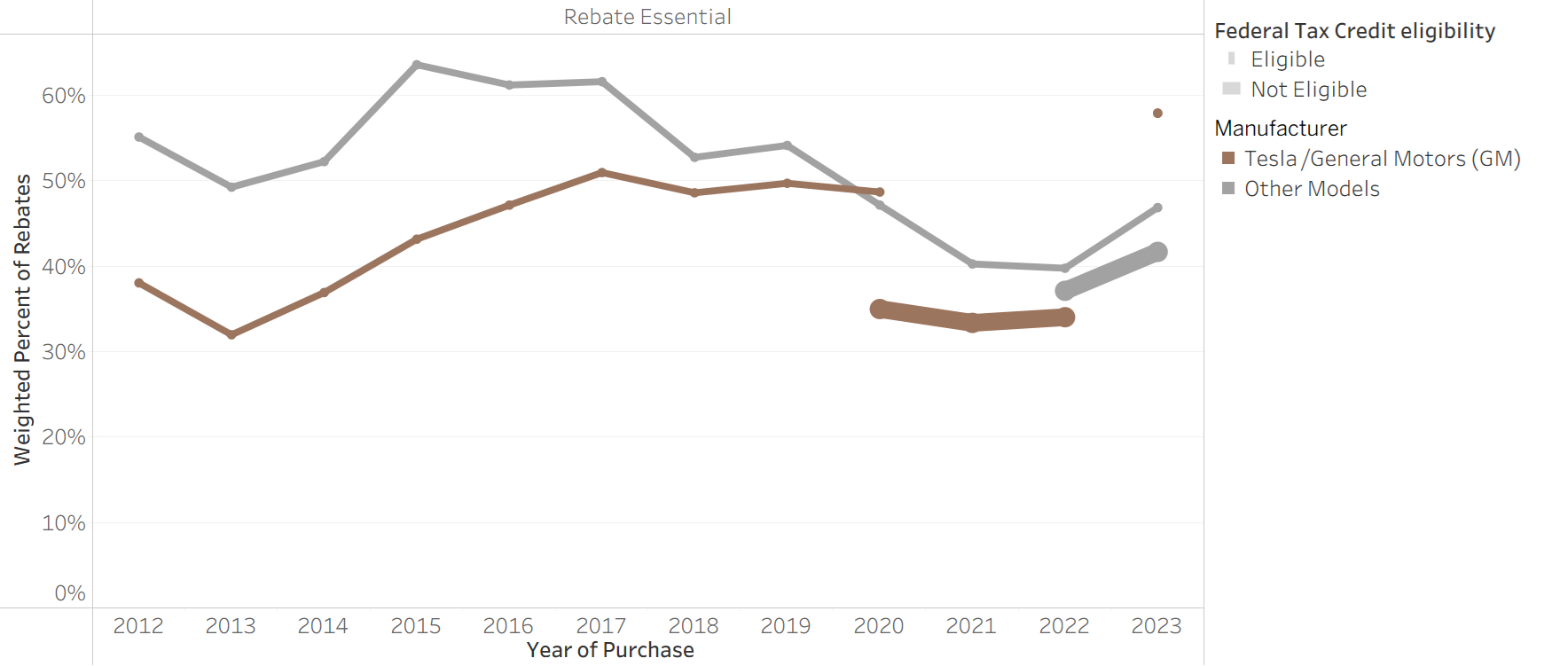 Rebate Essential
Weighted Percent of Rebates
60%
50%
40%
30%
20%
10%
0%
2012 2013 2014 2015 2016 2017 2018 2019 2020 2021 2022 2023
Year of Purchase
Federal Tax Credit eligibility
Eligible
Not Eligible
Manufacturer
Tesla /General Motors (GM)
Other Models